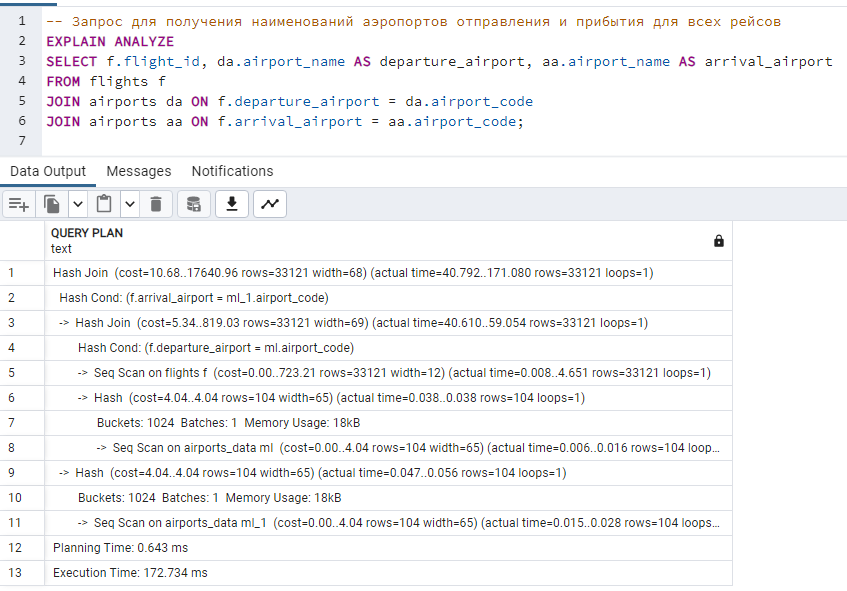 1 -- Запрос для получения наименований аэропортов отправления и прибытия для всех рейсов
2 EXPLAIN ANALYZE
3 SELECT f.flight_id, da.airport_name AS departure_airport, aa.airport_name AS arrival_airport
4 FROM flights f
5 JOIN airports da ON f.departure_airport = da.airport_code
6 JOIN airports aa ON f.arrival_airport = aa.airport_code;
7
Data Output Messages Notifications
QUERY PLAN
text
1 Hash Join (cost=10.68..17640.96 rows=33121 width=68) (actual time=40.792..171.080 rows=33121 loops=1)
2 Hash Cond: (f.arrival_airport = ml_1.airport_code)
3 -> Hash Join (cost=5.34..819.03 rows=33121 width=69) (actual time=40.610..59.054 rows=33121 loops=1)
4 Hash Cond: (f.departure_airport = ml.airport_code)
5 -> Seq Scan on flights f (cost=0.00..723.21 rows=33121 width=12) (actual time=0.008..4.651 rows=33121 loops=1)
6 -> Hash (cost=4.04..4.04 rows=104 width=65) (actual time=0.038..0.038 rows=104 loops=1)
7 Buckets: 1024 Batches: 1 Memory Usage: 18kB
8 -> Seq Scan on airports_data ml (cost=0.00..4.04 rows=104 width=65) (actual time=0.006..0.016 rows=104 loop...
9 -> Hash (cost=4.04..4.04 rows=104 width=65) (actual time=0.047..0.056 rows=104 loops=1)
10 Buckets: 1024 Batches: 1 Memory Usage: 18kB
11 -> Seq Scan on airports_data ml_1 (cost=0.00..4.04 rows=104 width=65) (actual time=0.015..0.028 rows=104 loops...
12 Planning Time: 0.643 ms
13 Execution Time: 172.734 ms